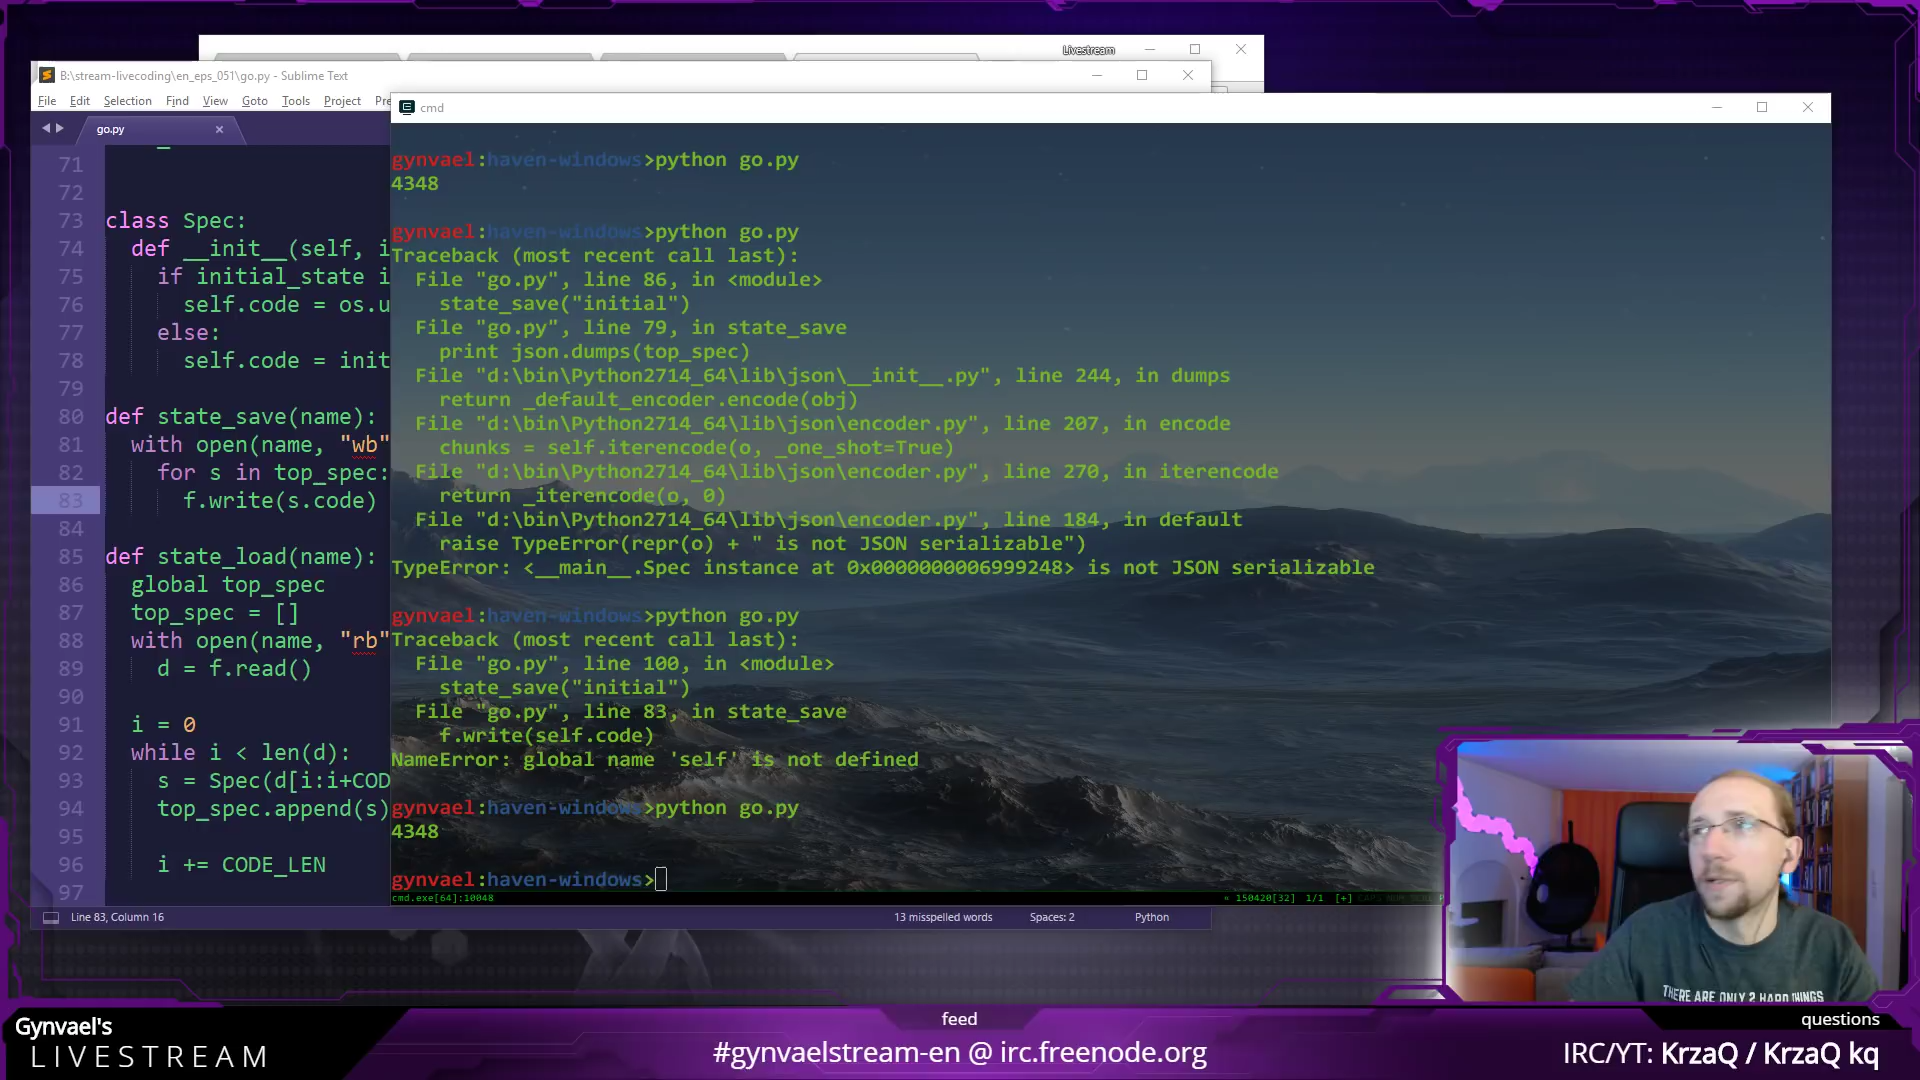 Livestream
B:\stream-livecoding\en_eps_051\go.py - Sublime Text
File Edit Selection Find View Goto Tools Project Pre
go.py
71
72
73 class Spec:
74 def __init__(self, i
75 if initial_state i
76 self.code = os.u
77 else:
78 self.code = init
79
80 def state_save(name):
81 with open(name, "wb"
82 for s in top_spec:
83 f.write(s.code)
84
85 def state_load(name):
86 global top_spec
87 top_spec = []
88 with open(name, "rb"
89 d = f.read()
90
91 i = 0
92 while i < len(d):
93 s = Spec(d[i:i+COD
94 top_spec.append(s)
95
96 i += CODE_LEN
97
Line 83, Column 16
13 misspelled words
Spaces: 2
Python
cmd
gynvael:haven-windows>python go.py
4348
gynvael:haven-windows>python go.py
Traceback (most recent call last):
File "go.py", line 86, in <module>
state_save("initial")
File "go.py", line 79, in state_save
print json.dumps(top_spec)
File "d:\bin\Python2714_64\lib\json\__init__.py", line 244, in dumps
return _default_encoder.encode(obj)
File "d:\bin\Python2714_64\lib\json\encoder.py", line 207, in encode
chunks = self.iterencode(o, _one_shot=True)
File "d:\bin\Python2714_64\lib\json\encoder.py", line 270, in iterencode
return _iterencode(o, 0)
File "d:\bin\Python2714_64\lib\json\encoder.py", line 184, in default
raise TypeError(repr(o) + " is not JSON serializable")
TypeError: <__main__.Spec instance at 0x0000000006999248> is not JSON serializable
gynvael:haven-windows>python go.py
Traceback (most recent call last):
File "go.py", line 100, in <module>
state_save("initial")
File "go.py", line 83, in state_save
f.write(self.code)
NameError: global name 'self' is not defined
gynvael:haven-windows>python go.py
4348
gynvael:haven-windows>
cmd.exe[64]:10048
« 150420[32] 1/1 [+] CAPS NUM SCRL
THERE ARE ONLY 2 HARD THINGS
Gynvael's
LIVESTREAM
feed
#gynvaelstream-en @ irc.freenode.org
questions
IRC/YT: KrzaQ / KrzaQ kq